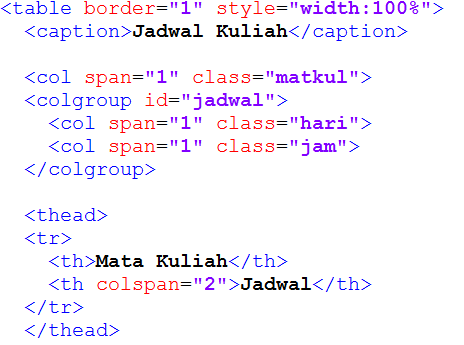 <table border="1" style="width:100%">
  <caption>Jadwal Kuliah</caption>

  <col span="1" class="matkul">
  <colgroup id="jadwal">
    <col span="1" class="hari">
    <col span="1" class="jam">
  </colgroup>

  <thead>
  <tr>
    <th>Mata Kuliah</th>
    <th colspan="2">Jadwal</th>
  </tr>
  </thead>